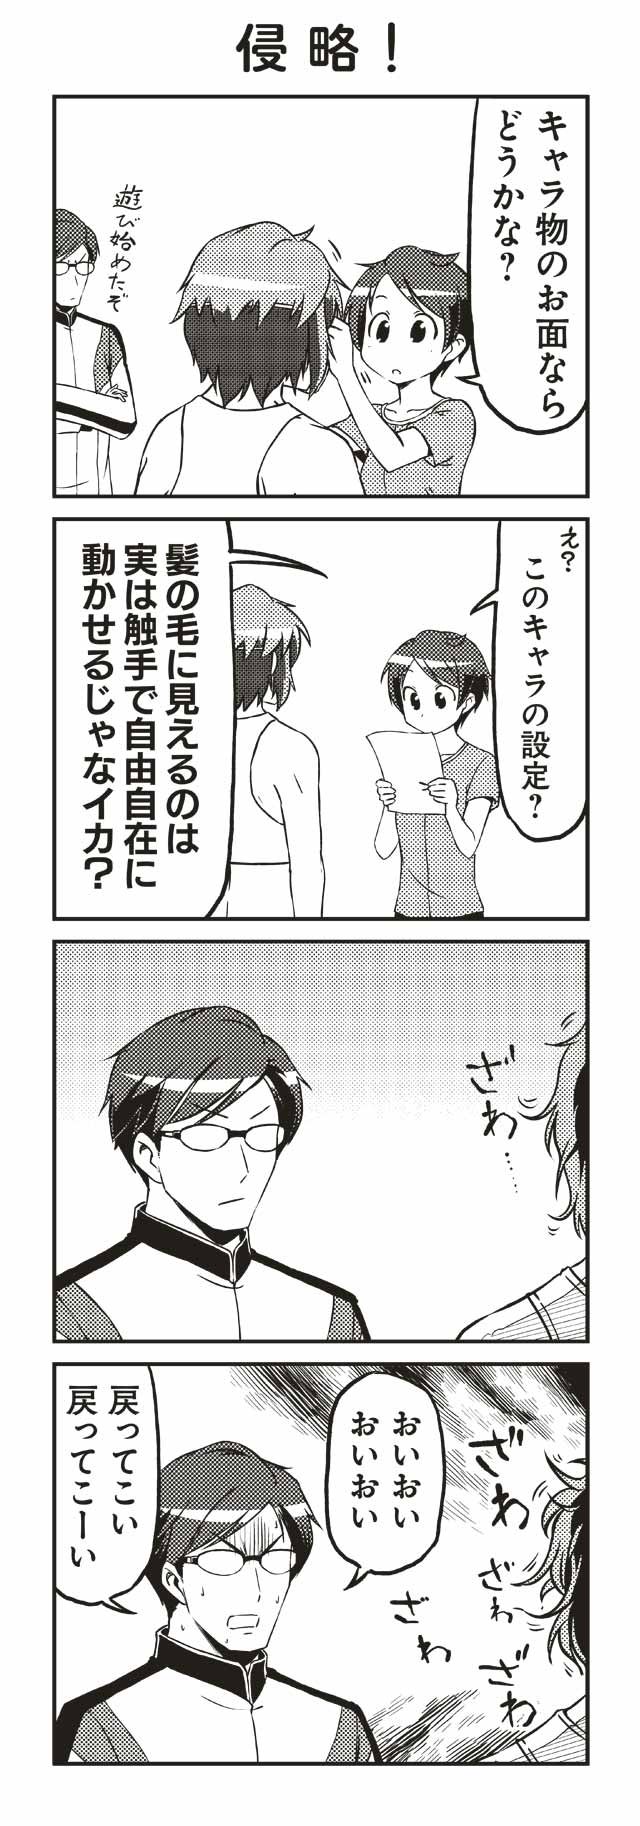 侵略！
キャラ物のお面なら
どうかな？
遊び始めたぞ
え？
このキャラの設定？
髪の毛に見えるのは
実は触手で自由自在に
動かせるじゃなイカ？
ざわ……
おいおい
おいおい
戻ってこい
戻ってこーい
ざわ
ざわ
ざわ
ざわ